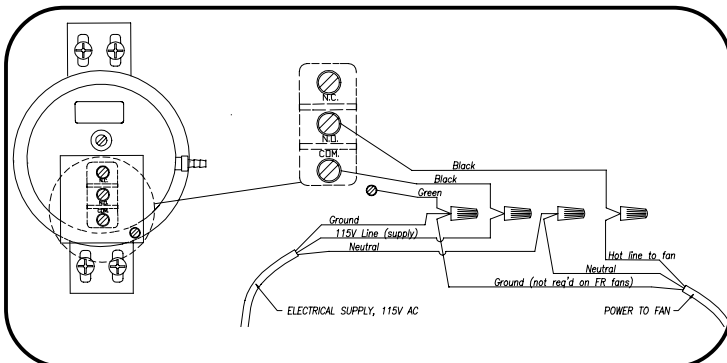 N.C.
N.O.
COM.
N.C.
N.O.
COM.
Black
Black
Green
Ground
115V Line (supply)
Neutral
Hot line to fan
Neutral
Ground (not req'd on FR fans)
ELECTRICAL SUPPLY, 115V AC
POWER TO FAN